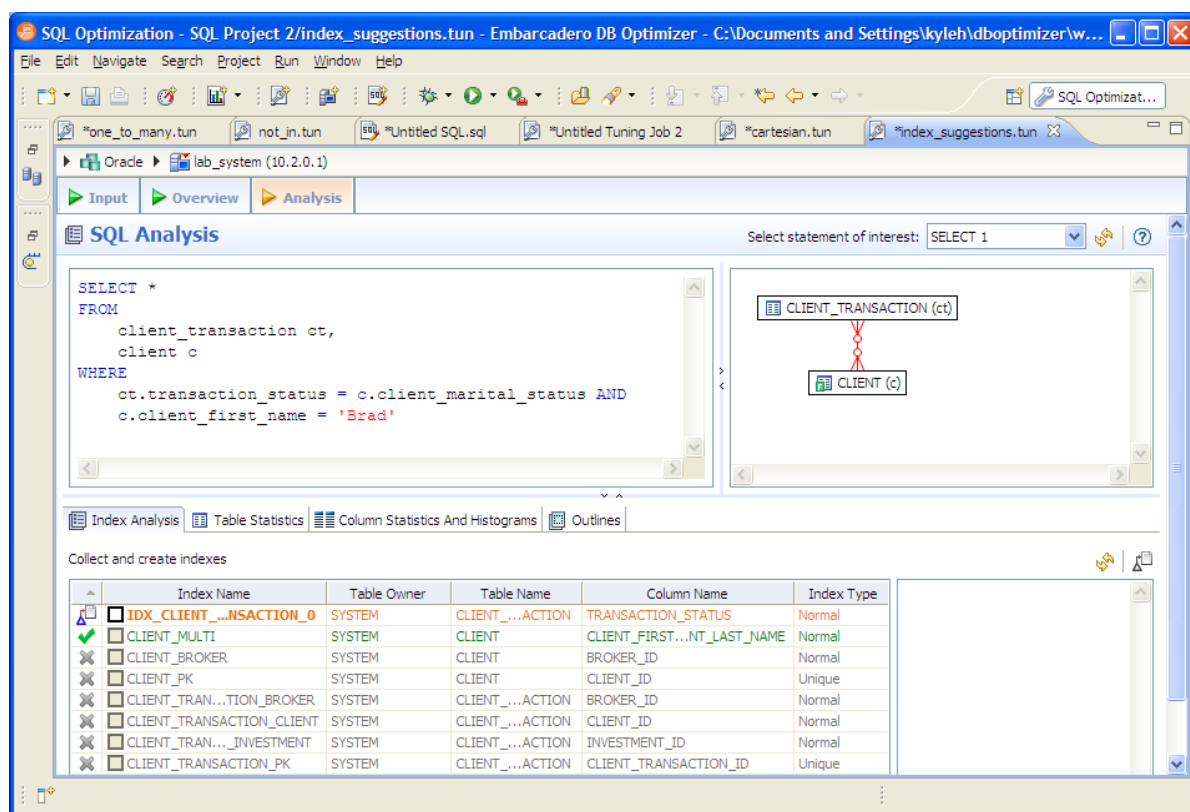 SQL Optimization - SQL Project 2/index_suggestions.tun - Embarcadero DB Optimizer - C:\Documents and Settings\kyleh\dboptimizer\w...
File Edit Navigate Search Project Run Window Help
SQL Optimizat...
*one_to_many.tun not_in.tun *Untitled SQL.sql *Untitled Tuning Job 2 *cartesian.tun *index_suggestions.tun
Oracle lab_system (10.2.0.1)
Input Overview Analysis
SQL Analysis Select statement of interest: SELECT 1
SELECT *
FROM
client_transaction ct,
client c
WHERE
ct.transaction_status = c.client_marital_status AND
c.client_first_name = 'Brad'
CLIENT_TRANSACTION (ct)
CLIENT (c)
Index Analysis Table Statistics Column Statistics And Histograms Outlines
Collect and create indexes
Index Name Table Owner Table Name Column Name Index Type
IDX_CLIENT_...NSACTION_0 SYSTEM CLIENT_...ACTION TRANSACTION_STATUS Normal
CLIENT_MULTI SYSTEM CLIENT CLIENT_FIRST...NT_LAST_NAME Normal
CLIENT_BROKER SYSTEM CLIENT BROKER_ID Normal
CLIENT_PK SYSTEM CLIENT CLIENT_ID Unique
CLIENT_TRAN...TION_BROKER SYSTEM CLIENT_...ACTION BROKER_ID Normal
CLIENT_TRANSACTION_CLIENT SYSTEM CLIENT_...ACTION CLIENT_ID Normal
CLIENT_TRAN..._INVESTMENT SYSTEM CLIENT_...ACTION INVESTMENT_ID Normal
CLIENT_TRANSACTION_PK SYSTEM CLIENT_...ACTION CLIENT_TRANSACTION_ID Unique